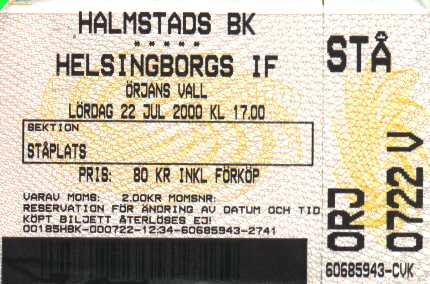 HALMSTADS BK
*****
HELSINGBORGS IF
ÖRJANS VALL
LÖRDAG 22 JUL 2000 KL 17.00
SEKTION
STÅPLATS
PRIS: 80 KR INKL FÖRKÖP
VARAV MOMS: 2.00KR MOMSNR:
RESERVATION FÖR ÄNDRING AV DATUM OCH TID
KÖPT BILJETT ÅTERLÖSES EJ!
00185HBK-000722-12:34-60685943-2741
STÅ
ORJ
0722 V
60685943-CVK